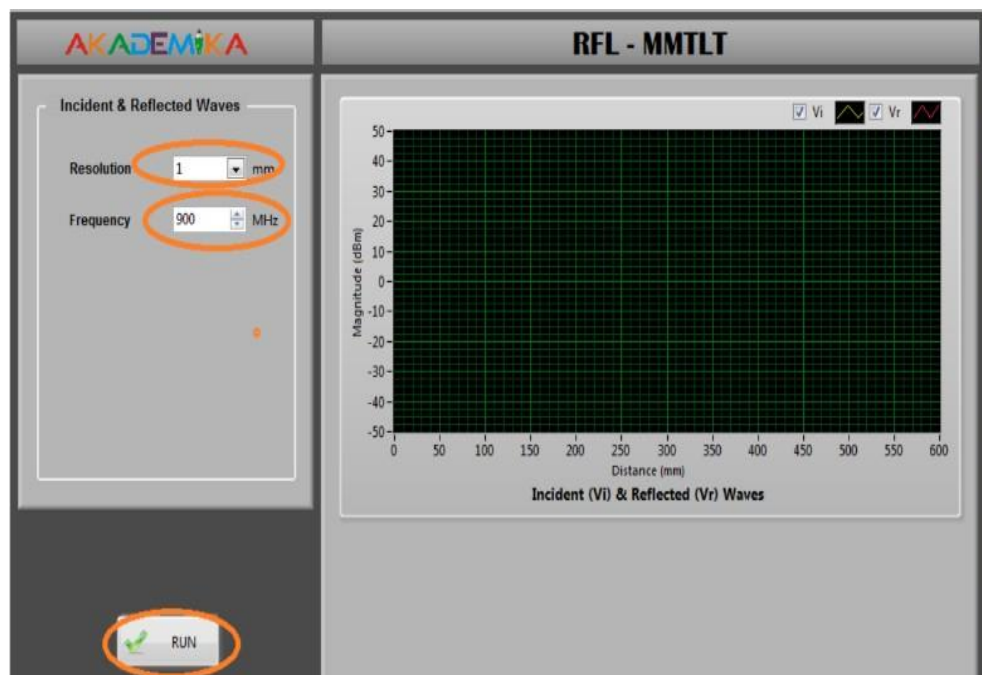 AKADEMIKA
RFL - MMTLT
Incident & Reflected Waves
Resolution 1 mm
Frequency 900 MHz
RUN
Vi Vr
Magnitude (dBm)
50
40
30
20
10
0
-10
-20
-30
-40
-50
0 50 100 150 200 250 300 350 400 450 500 550 600
Distance (mm)
Incident (Vi) & Reflected (Vr) Waves